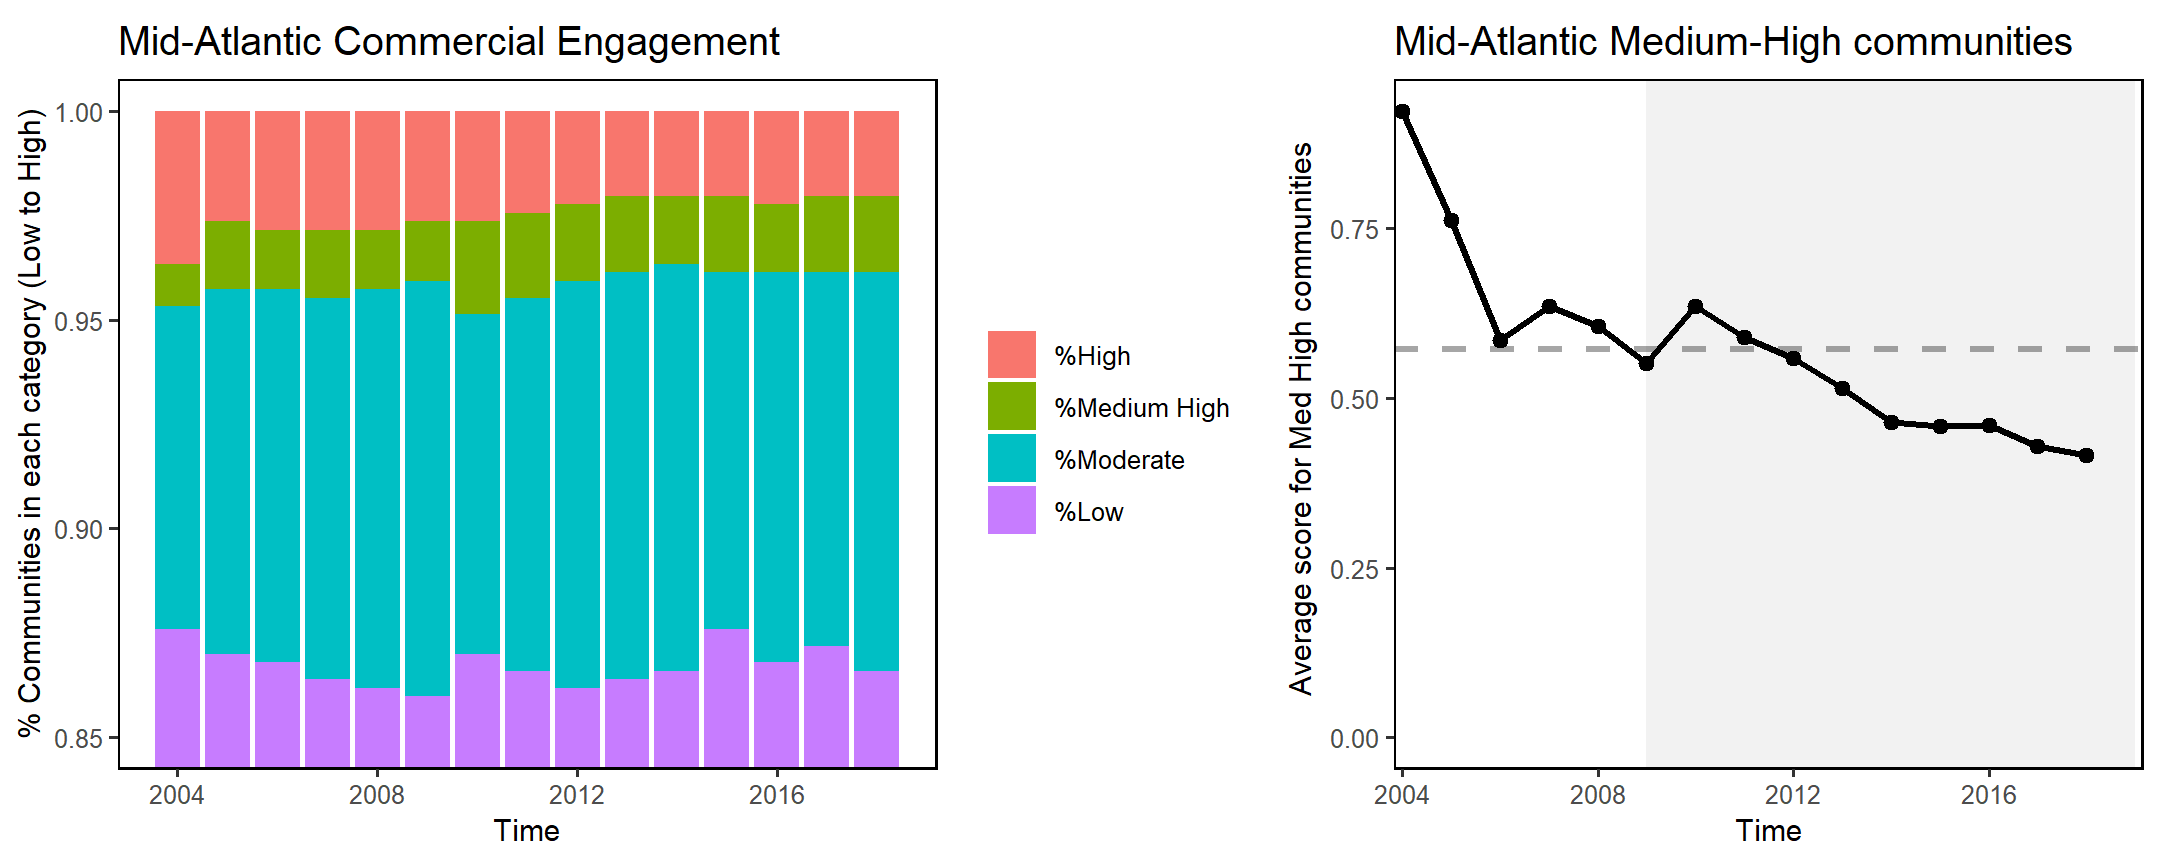 Mid-Atlantic Commercial Engagement
% Communities in each category (Low to High)
1.00
0.95
0.90
0.85
2004
2008
2012
2016
Time
%High
%Medium High
%Moderate
%Low
Mid-Atlantic Medium-High communities
Average score for Med High communities
0.75
0.50
0.25
0.00
2004
2008
2012
2016
Time